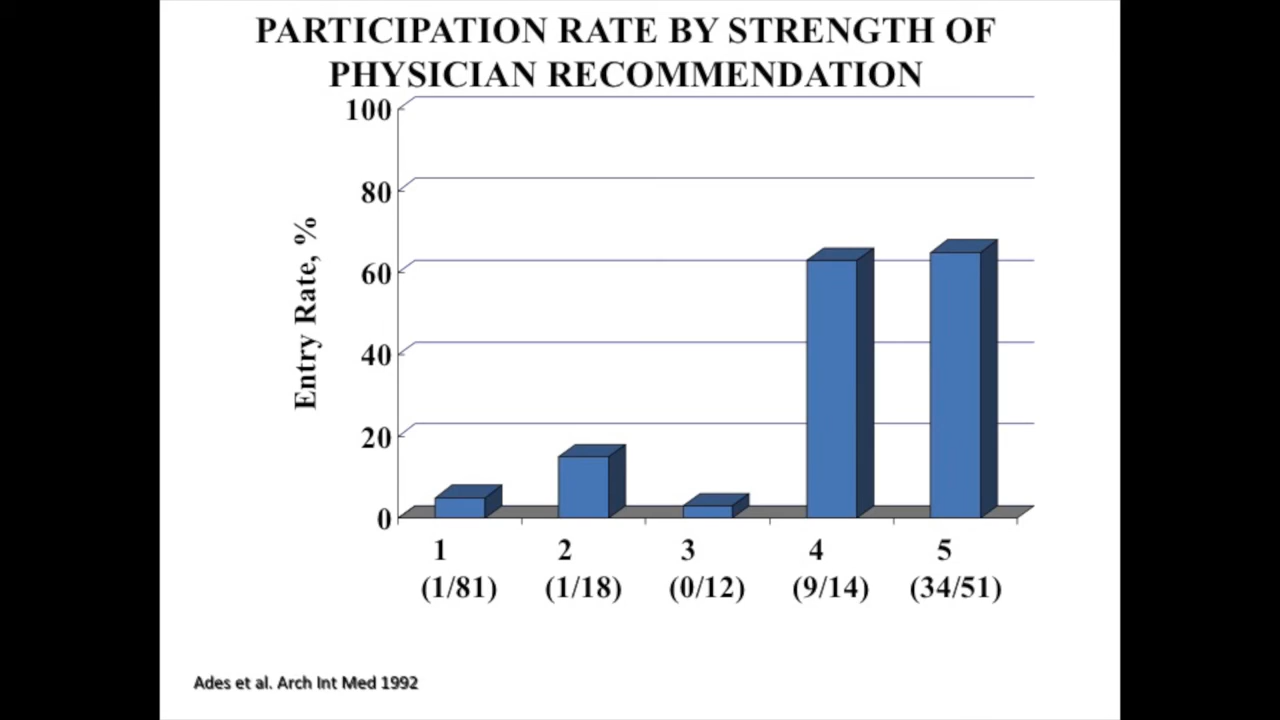 PARTICIPATION RATE BY STRENGTH OF
PHYSICIAN RECOMMENDATION
Entry Rate, %
100
80
60
40
20
0
1 2 3 4 5
(1/81) (1/18) (0/12) (9/14) (34/51)
Ades et al. Arch Int Med 1992